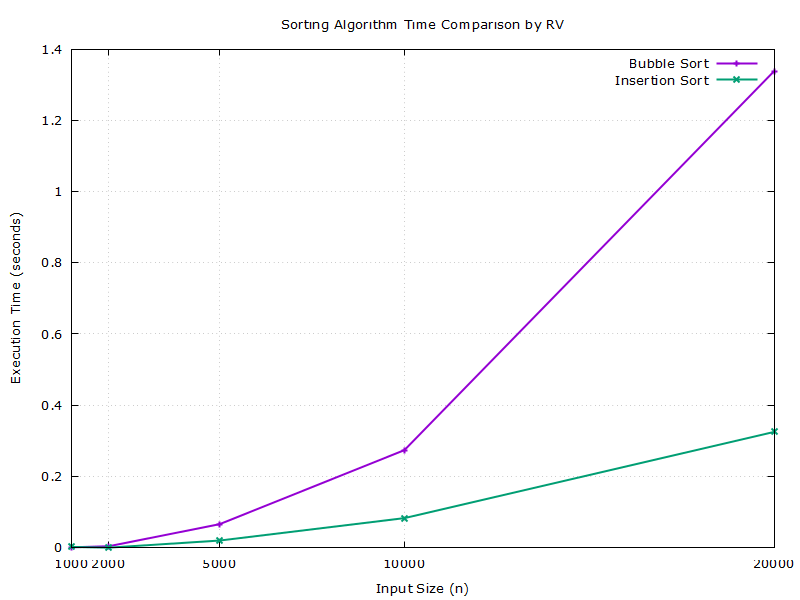 Sorting Algorithm Time Comparison by RV
Bubble Sort
Insertion Sort
1.4
1.2
1
0.8
0.6
0.4
0.2
0
Execution Time (seconds)
1000 2000 5000 10000 20000
Input Size (n)